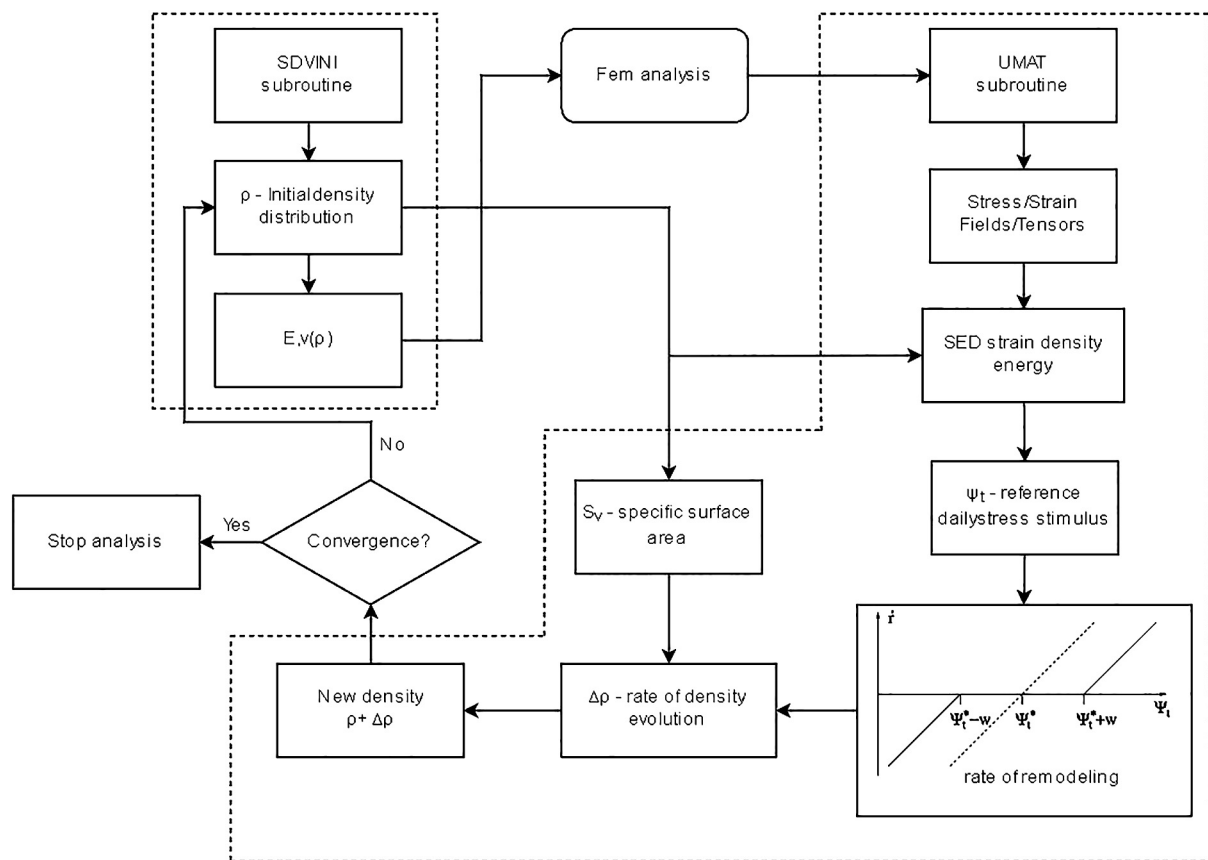 SDVINI
subroutine
ρ - Initialdensity
distribution
E,v(ρ)
Fem analysis
UMAT
subroutine
Stress/Strain
Fields/Tensors
SED strain density
energy
Ψt - reference
dailystress stimulus
ṙ
Ψt*-w
Ψt*
Ψt*+w
Ψt
rate of remodeling
Sv - specific surface
area
Δρ - rate of density
evolution
New density
ρ+ Δρ
Convergence?
No
Yes
Stop analysis